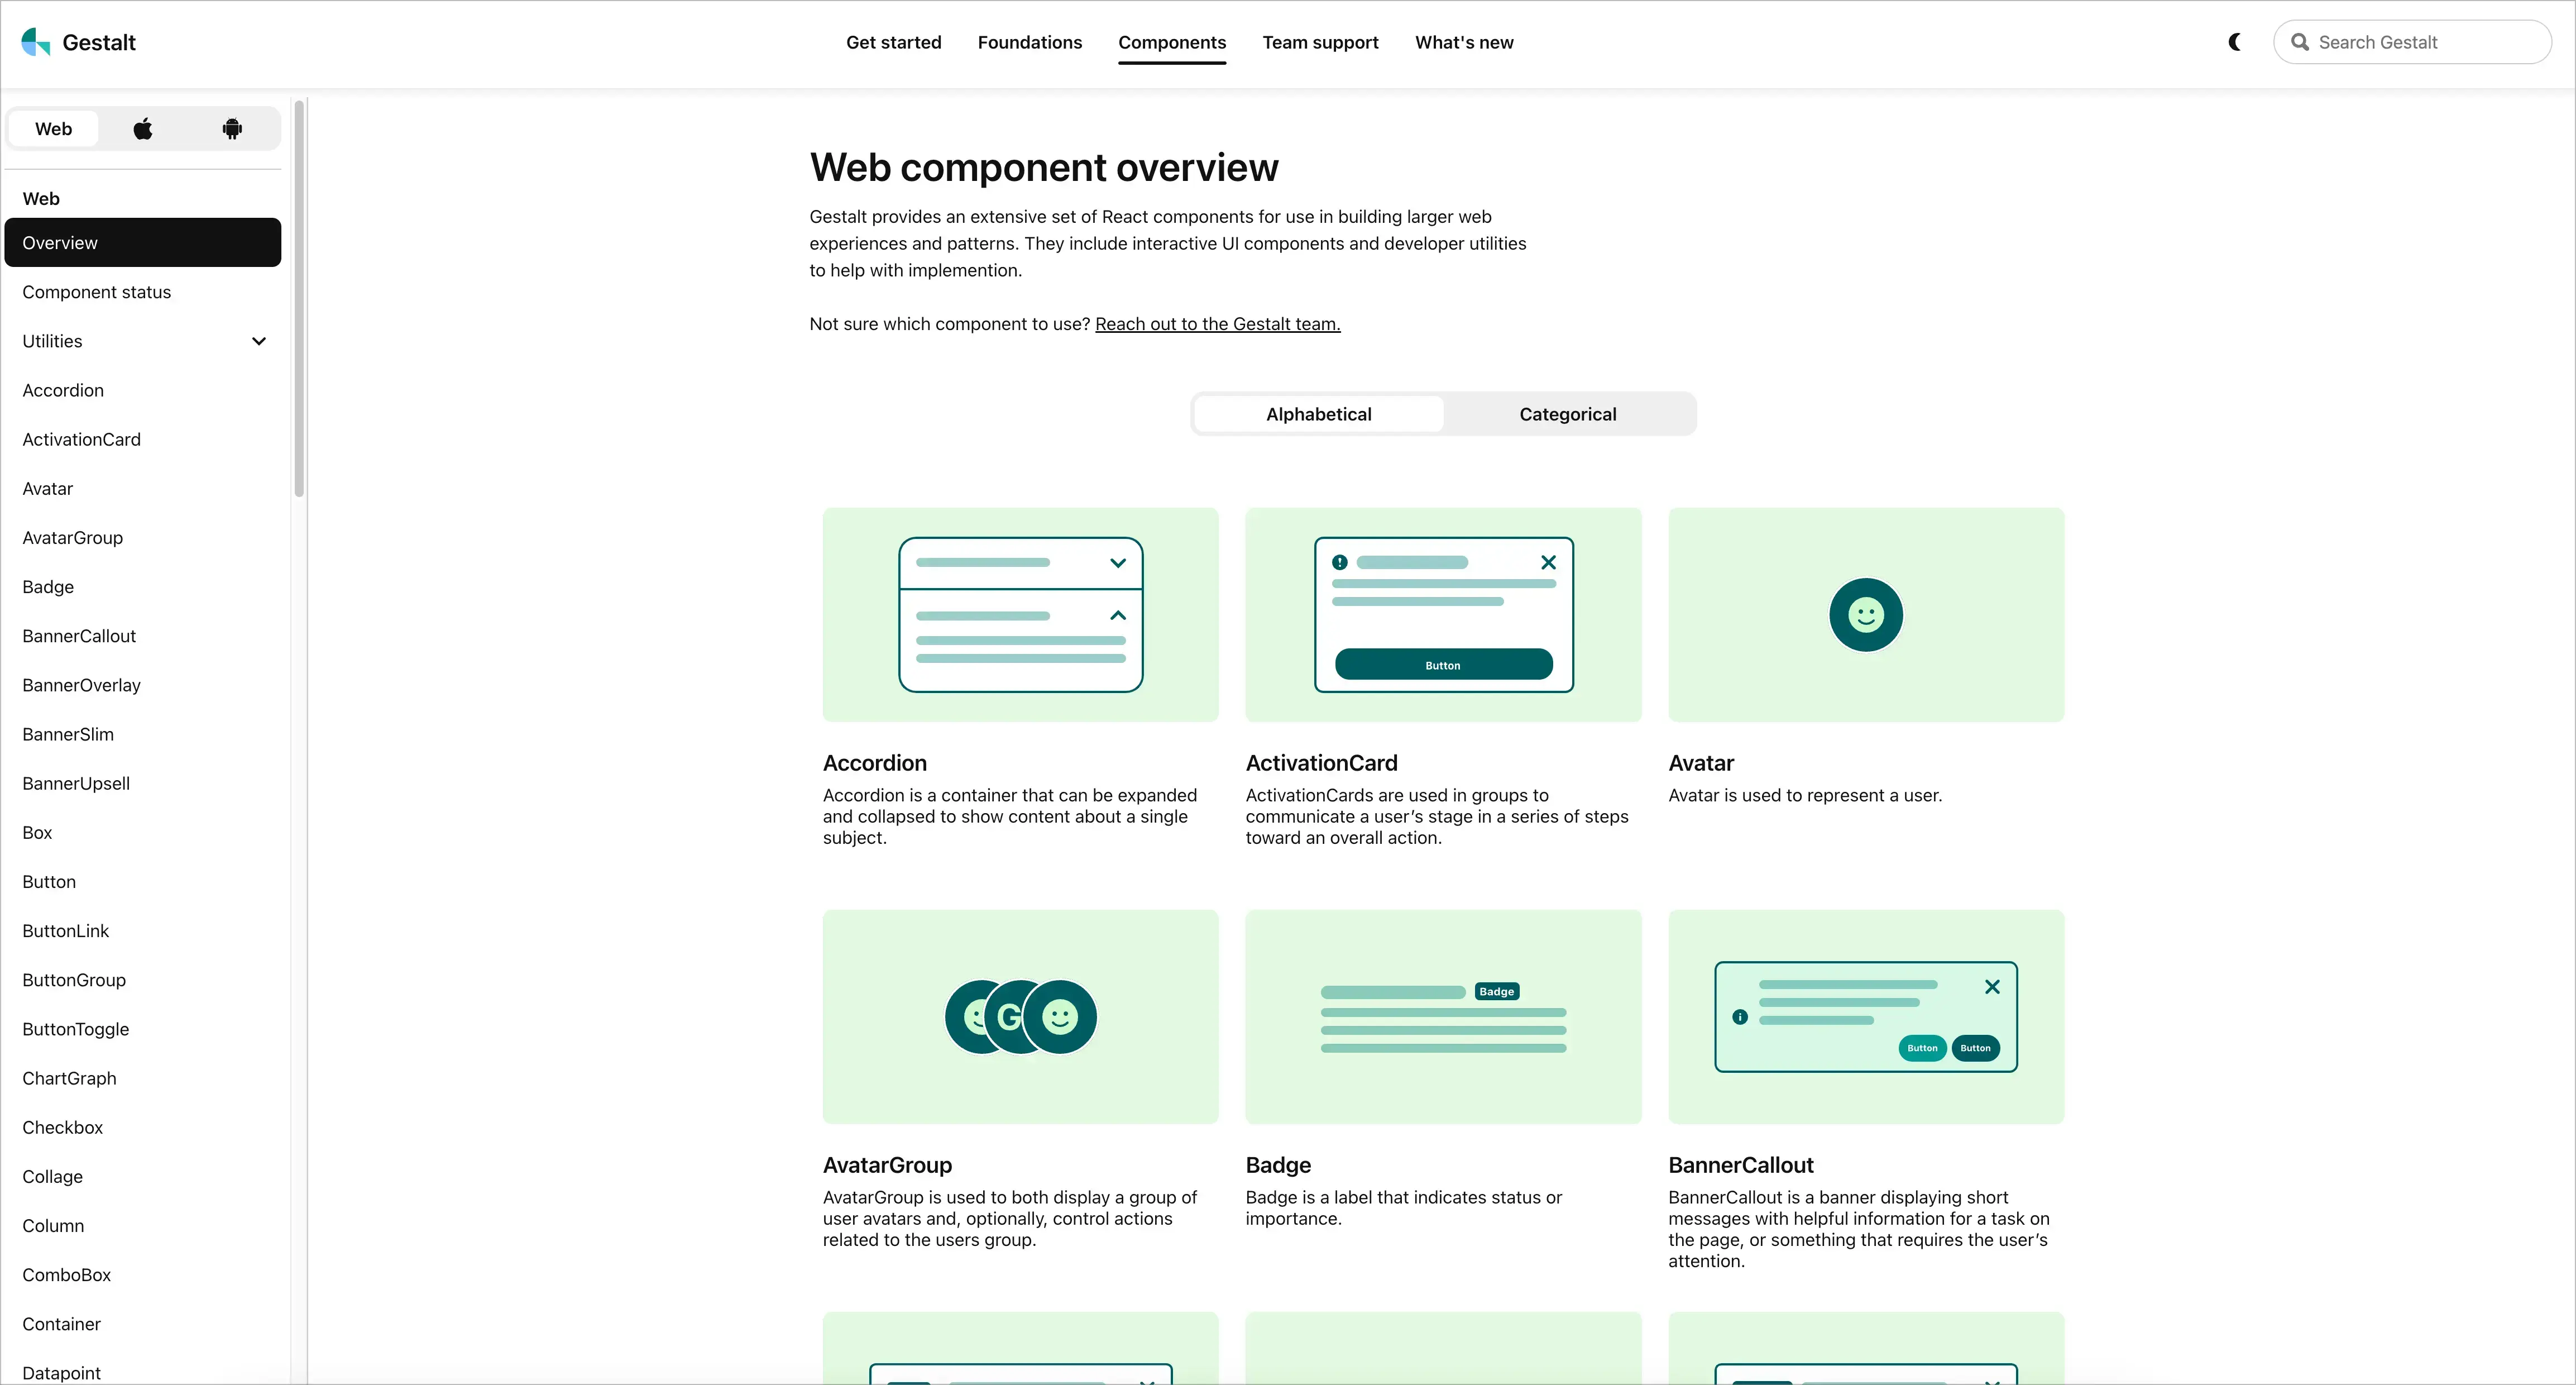 Gestalt
Get started
Foundations
Components
Team support
What's new
Search Gestalt
Web
Web
Overview
Component status
Utilities
Accordion
ActivationCard
Avatar
AvatarGroup
Badge
BannerCallout
BannerOverlay
BannerSlim
BannerUpsell
Box
Button
ButtonLink
ButtonGroup
ButtonToggle
ChartGraph
Checkbox
Collage
Column
ComboBox
Container
Datapoint
Web component overview
Gestalt provides an extensive set of React components for use in building larger web
experiences and patterns. They include interactive UI components and developer utilities
to help with implemention.
Not sure which component to use? Reach out to the Gestalt team.
Alphabetical
Categorical
Button
Accordion
Accordion is a container that can be expanded
and collapsed to show content about a single
subject.
ActivationCard
ActivationCards are used in groups to
communicate a user’s stage in a series of steps
toward an overall action.
Avatar
Avatar is used to represent a user.
G
Badge
Button
Button
AvatarGroup
AvatarGroup is used to both display a group of
user avatars and, optionally, control actions
related to the users group.
Badge
Badge is a label that indicates status or
importance.
BannerCallout
BannerCallout is a banner displaying short
messages with helpful information for a task on
the page, or something that requires the user’s
attention.